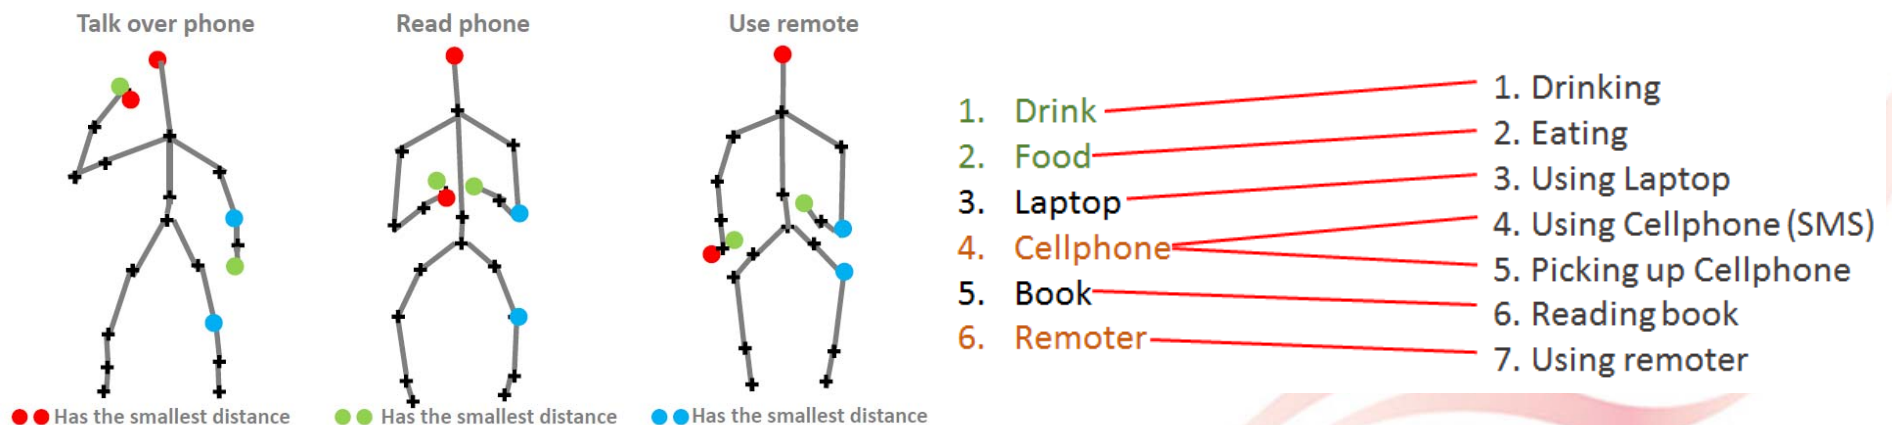 Talk over phone
Read phone
Use remote
Has the smallest distance
Has the smallest distance
Has the smallest distance
1. Drink
2. Food
3. Laptop
4. Cellphone
5. Book
6. Remoter
1. Drinking
2. Eating
3. Using Laptop
4. Using Cellphone (SMS)
5. Picking up Cellphone
6. Reading book
7. Using remoter